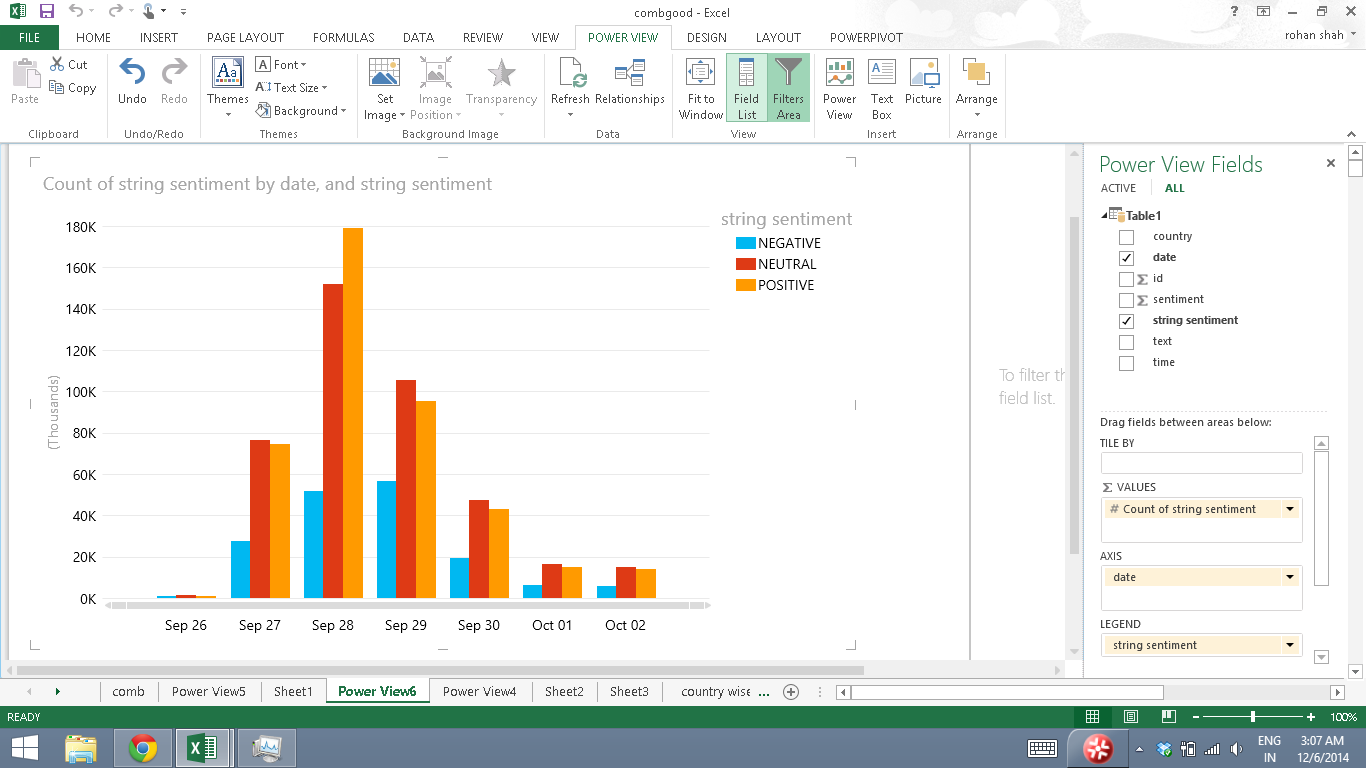 combgood - Excel
rohan shah
FILE HOME INSERT PAGE LAYOUT FORMULAS DATA REVIEW VIEW POWER VIEW DESIGN LAYOUT POWERPIVOT
Paste
Cut
Copy
Clipboard
Undo Redo
Undo/Redo
Themes
Font
Text Size
Background
Themes
Set Image
Image Position
Transparency
Background Image
Refresh Relationships
Data
Fit to Window
Field List
Filters Area
View
Power View
Text Box
Picture
Insert
Arrange
Arrange
Count of string sentiment by date, and string sentiment
string sentiment
NEGATIVE
NEUTRAL
POSITIVE
(Thousands)
180K
160K
140K
120K
100K
80K
60K
40K
20K
0K
Sep 26 Sep 27 Sep 28 Sep 29 Sep 30 Oct 01 Oct 02
To filter th
field list.
Power View Fields
ACTIVE ALL
Table1
country
date
Σ id
Σ sentiment
string sentiment
text
time
Drag fields between areas below:
TILE BY
Σ VALUES
# Count of string sentiment
AXIS
date
LEGEND
string sentiment
comb Power View5 Sheet1 Power View6 Power View4 Sheet2 Sheet3 country wise ...
READY
100%
ENG
IN
3:07 AM
12/6/2014